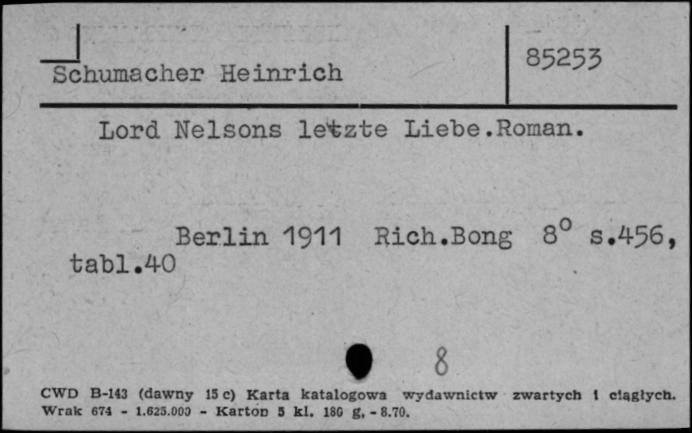 Schumacher Heinrich
85253
Lord Nelsons letzte Liebe.Roman.
Berlin 1911 Rich.Bong 8° s.456,
tabl.40
8
CWD B-143 (dawny 15 c) Karta katalogowa wydawnictw zwartych i ciągłych.
Wrak 674 - 1.625.000 - Karton 5 kl. 180 g. - 8.70.